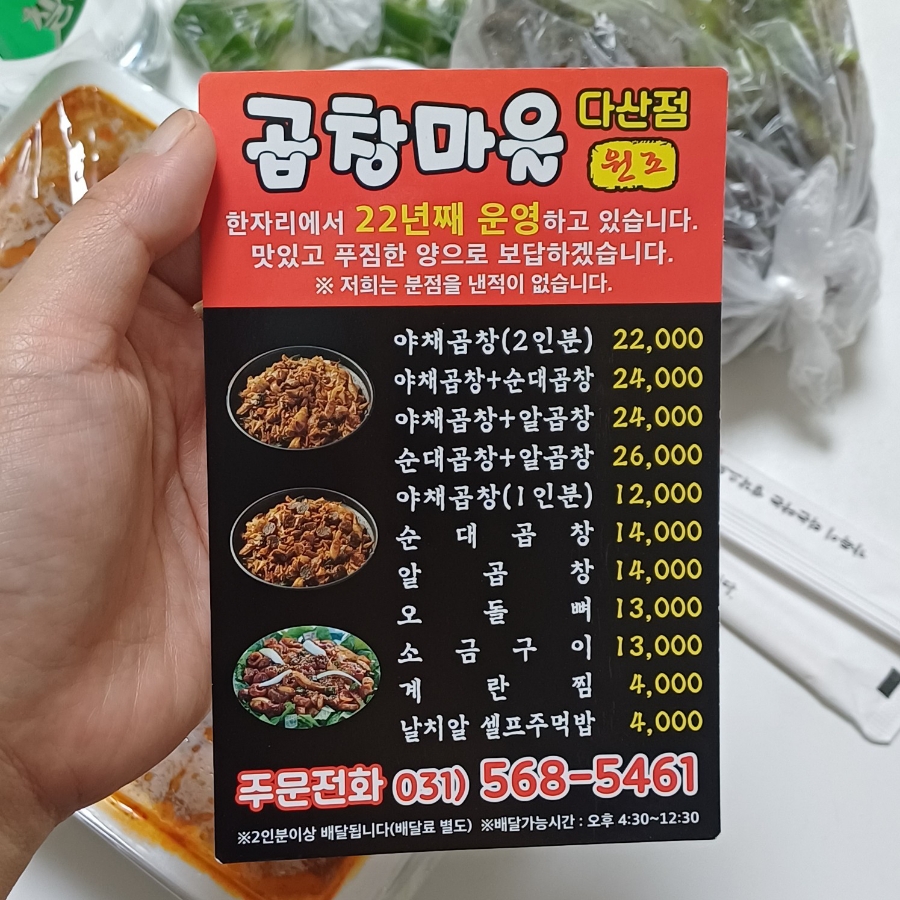 곱창마을 다산점
원조
한자리에서 22년째 운영하고 있습니다.
맛있고 푸짐한 양으로 보답하겠습니다.
※ 저희는 분점을 낸적이 없습니다.
야채곱창(2인분) 22,000
야채곱창+순대곱창 24,000
야채곱창+알곱창 24,000
순대곱창+알곱창 26,000
야채곱창(1인분) 12,000
순대곱창 14,000
알곱창 14,000
오돌뼈 13,000
소금구이 13,000
계란찜 4,000
날치알 셀프주먹밥 4,000
주문전화 031) 568-5461
※2인분이상 배달됩니다(배달료 별도) ※배달가능시간 : 오후 4:30~12:30